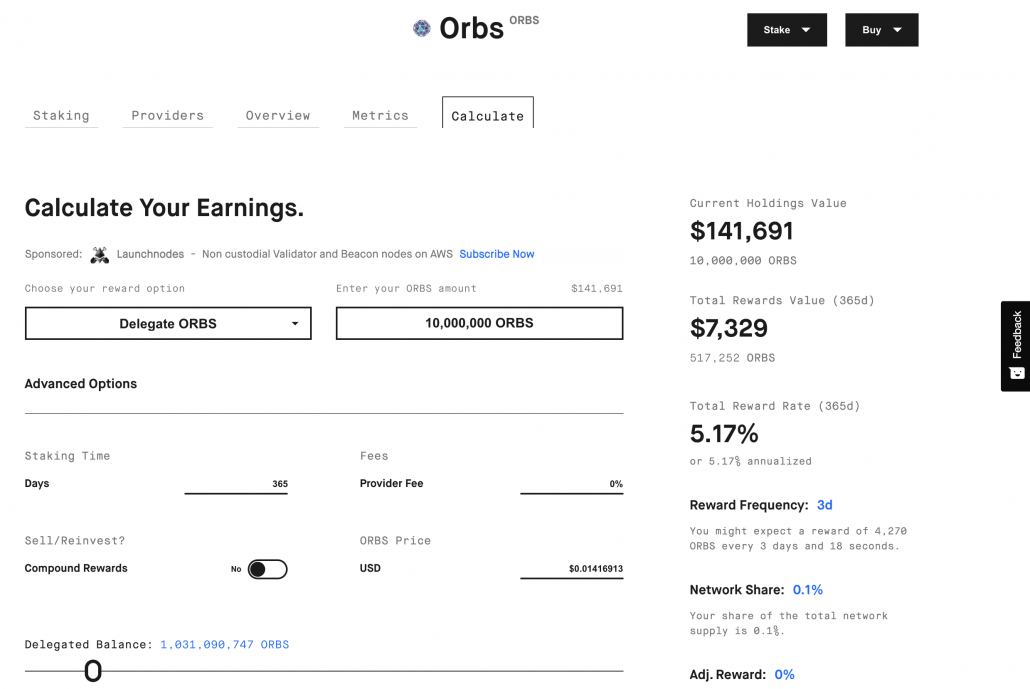 Orbs ORBS
Stake
Buy
Staking
Providers
Overview
Metrics
Calculate
Calculate Your Earnings.
Sponsored: Launchnodes - Non custodial Validator and Beacon nodes on AWS Subscribe Now
Choose your reward option
Delegate ORBS
Enter your ORBS amount $141,691
10,000,000 ORBS
Advanced Options
Staking Time
Days 365
Fees
Provider Fee 0%
Sell/Reinvest?
Compound Rewards No
ORBS Price
USD $0.01416913
Delegated Balance: 1,031,090,747 ORBS
Current Holdings Value
$141,691
10,000,000 ORBS
Total Rewards Value (365d)
$7,329
517,252 ORBS
Total Reward Rate (365d)
5.17%
or 5.17% annualized
Reward Frequency: 3d
You might expect a reward of 4,270
ORBS every 3 days and 18 seconds.
Network Share: 0.1%
Your share of the total network
supply is 0.1%.
Adj. Reward: 0%
Feedback